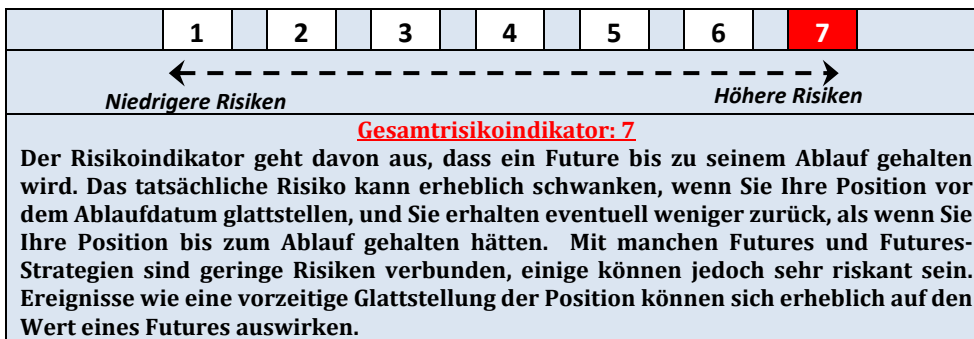 1 2 3 4 5 6 7
Niedrigere Risiken Höhere Risiken
Gesamtrisikoindikator: 7
Der Risikoindikator geht davon aus, dass ein Future bis zu seinem Ablauf gehalten
wird. Das tatsächliche Risiko kann erheblich schwanken, wenn Sie Ihre Position vor
dem Ablaufdatum glattstellen, und Sie erhalten eventuell weniger zurück, als wenn Sie
Ihre Position bis zum Ablauf gehalten hätten. Mit manchen Futures und Futures-
Strategien sind geringe Risiken verbunden, einige können jedoch sehr riskant sein.
Ereignisse wie eine vorzeitige Glattstellung der Position können sich erheblich auf den
Wert eines Futures auswirken.